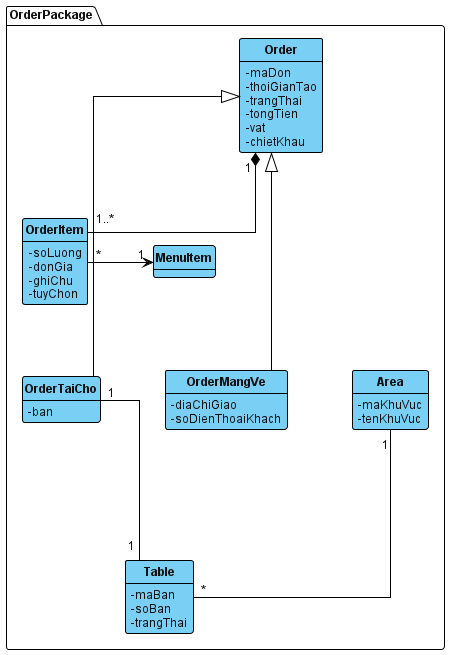 OrderPackage
Order
-maDon
-thoiGianTao
-trangThai
-tongTien
-vat
-chietKhau
1
1..*
OrderItem
-soLuong
-donGia
-ghiChu
-tuyChon
*
1
MenuItem
OrderTaiCho
-ban
1
OrderMangVe
-diaChiGiao
-soDienThoaiKhach
Area
-maKhuVuc
-tenKhuVuc
1
1
Table
-maBan
-soBan
-trangThai
*